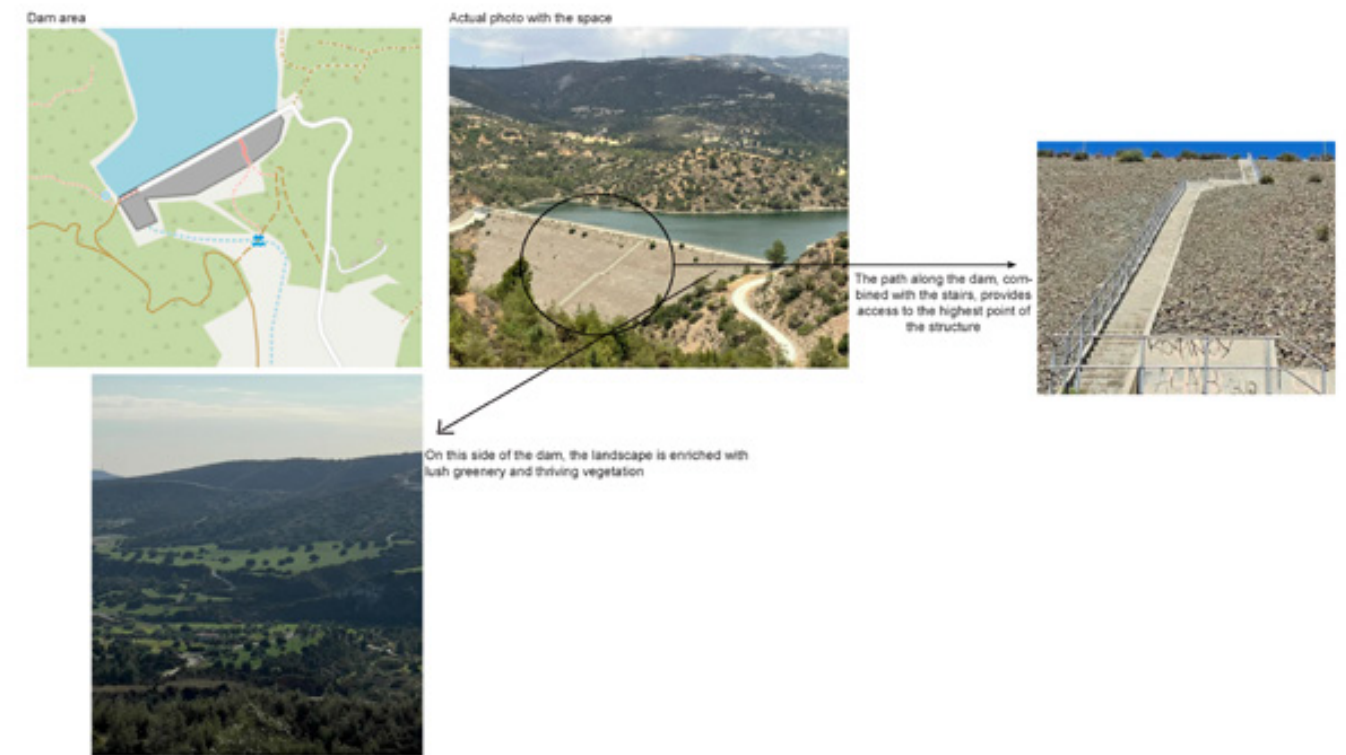 Dam area
Actual photo with the space
The path along the dam, com-
bined with the stairs, provides
access to the highest point of
the structure
On this side of the dam, the landscape is enriched with
lush greenery and thriving vegetation